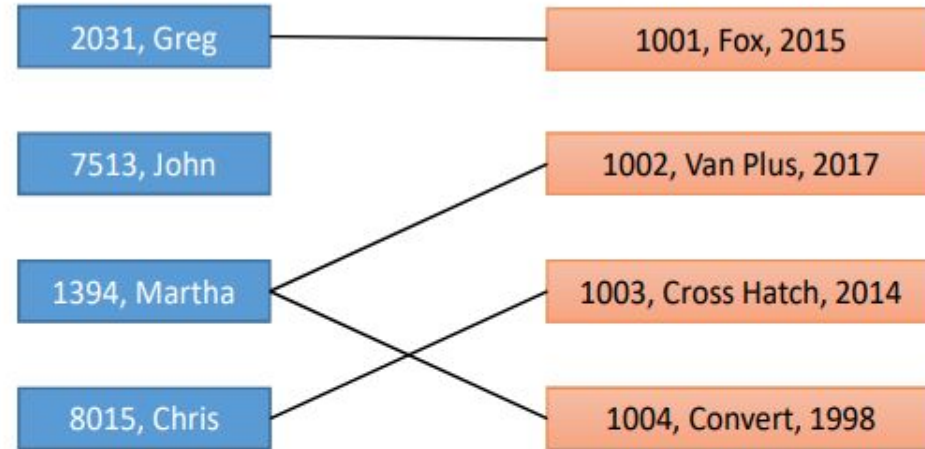 2031, Greg
1001, Fox, 2015
7513, John
1002, Van Plus, 2017
1394, Martha
1003, Cross Hatch, 2014
8015, Chris
1004, Convert, 1998